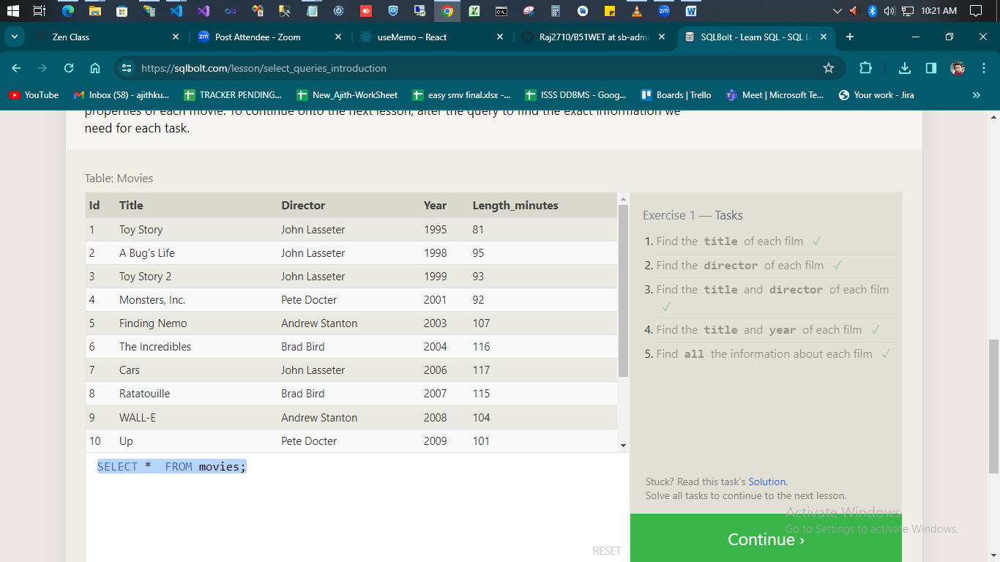 10:21 AM
Zen Class
Post Attendee - Zoom
useMemo – React
Raj2710/B51WET at sb-admi
SQLBolt - Learn SQL - SQL Le
https://sqlbolt.com/lesson/select_queries_introduction
YouTube
Inbox (58) - ajithku...
TRACKER PENDING...
New_Ajith-WorkSheet
easy smv final.xlsx -...
ISSS DDBMS - Goog...
Boards | Trello
Meet | Microsoft Te...
Your work - Jira
properties of each movie. To continue onto the next lesson, alter the query to find the exact information we
need for each task.
Table: Movies
Id Title Director Year Length_minutes
1 Toy Story John Lasseter 1995 81
2 A Bug's Life John Lasseter 1998 95
3 Toy Story 2 John Lasseter 1999 93
4 Monsters, Inc. Pete Docter 2001 92
5 Finding Nemo Andrew Stanton 2003 107
6 The Incredibles Brad Bird 2004 116
7 Cars John Lasseter 2006 117
8 Ratatouille Brad Bird 2007 115
9 WALL-E Andrew Stanton 2008 104
10 Up Pete Docter 2009 101
SELECT *  FROM movies;
RESET
Exercise 1 — Tasks
1. Find the title of each film ✓
2. Find the director of each film ✓
3. Find the title and director of each film
✓
4. Find the title and year of each film ✓
5. Find all the information about each film ✓
Stuck? Read this task's Solution.
Solve all tasks to continue to the next lesson.
Activate Windows
Go to Settings to activate Windows.
Continue ›